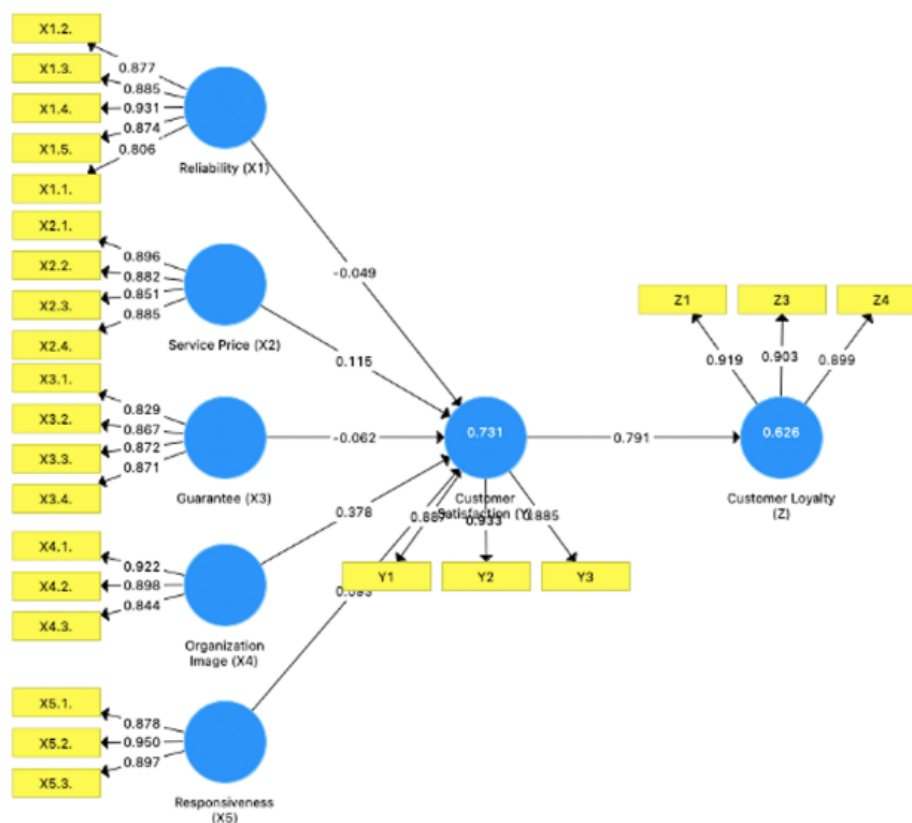 X1.2.
X1.3.
X1.4.
X1.5.
X1.1.
0.877
0.885
0.931
0.874
0.806
Reliability (X1)
X2.1.
X2.2.
X2.3.
X2.4.
0.896
0.882
0.851
0.885
Service Price (X2)
X3.1.
X3.2.
X3.3.
X3.4.
0.829
0.867
0.872
0.871
Guarantee (X3)
X4.1.
X4.2.
X4.3.
0.922
0.898
0.844
Organization
Image (X4)
X5.1.
X5.2.
X5.3.
0.878
0.950
0.897
Responsiveness
(X5)
-0.049
0.115
-0.062
0.378
0.731
Customer
Satisfaction (Y)
0.933
0.885
Y1
Y2
Y3
0.791
Z1
Z3
Z4
0.919
0.903
0.899
0.626
Customer Loyalty
(Z)